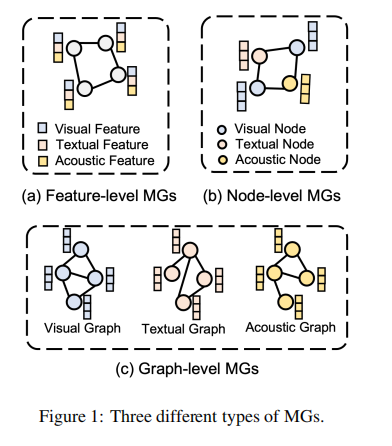 Visual Feature
Textual Feature
Acoustic Feature
(a) Feature-level MGs
Visual Node
Textual Node
Acoustic Node
(b) Node-level MGs
Visual Graph
Textual Graph
Acoustic Graph
(c) Graph-level MGs
Figure 1: Three different types of MGs.